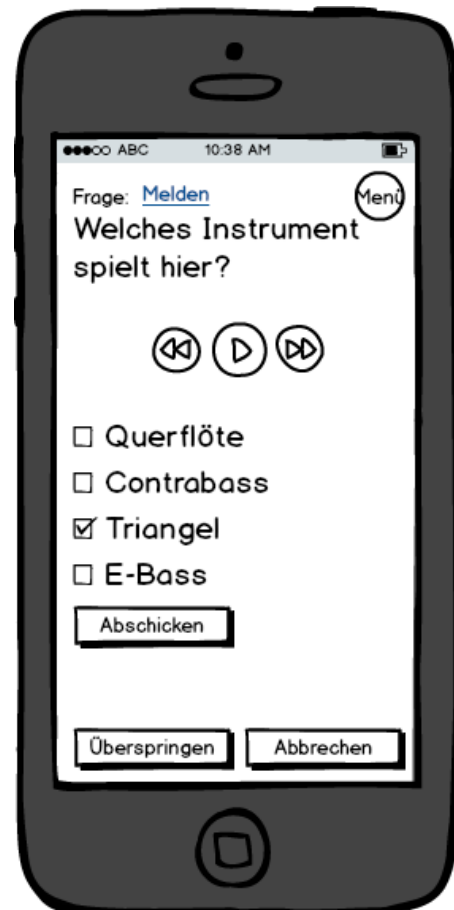 ABC 10:38 AM
Frage: Melden Menü
Welches Instrument
spielt hier?
Querflöte
Contrabass
Triangel
E-Bass
Abschicken
Überspringen Abbrechen